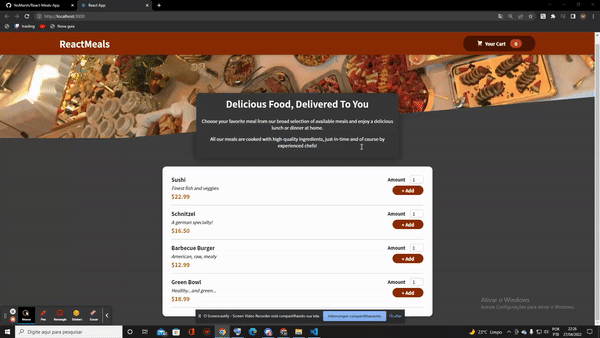 YesMarsh/React-Meals-App
React App
http://localhost:3000
trading
Nova guia
ReactMeals
Your Cart 0
Delicious Food, Delivered To You
Choose your favorite meal from our broad selection of available meals and enjoy a delicious
lunch or dinner at home.
All our meals are cooked with high-quality ingredients, just-in-time and of course by
experienced chefs!
Sushi
Finest fish and veggies
$22.99
Amount 1
+ Add
Schnitzel
A german specialty!
$16.50
Amount 1
+ Add
Barbecue Burger
American, raw, meaty
$12.99
Amount 1
+ Add
Green Bowl
Healthy...and green...
$18.99
Amount 1
+ Add
Ativar o Windows
Acesse Configurações para ativar o Windows.
Mouse
Pen
Rectangle
Stickers
Eraser
O Screencastify - Screen Video Recorder está compartilhando sua tela.
Interromper compartilhamento
Ocultar
Digite aqui para pesquisar
23°C Limpo
POR
PTB
22:26
27/04/2022